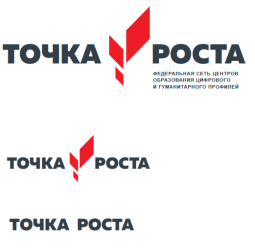 ТОЧКА РОСТА
ФЕДЕРАЛЬНАЯ СЕТЬ ЦЕНТРОВ
ОБРАЗОВАНИЯ ЦИФРОВОГО
И ГУМАНИТАРНОГО ПРОФИЛЕЙ
ТОЧКА РОСТА
ТОЧКА РОСТА